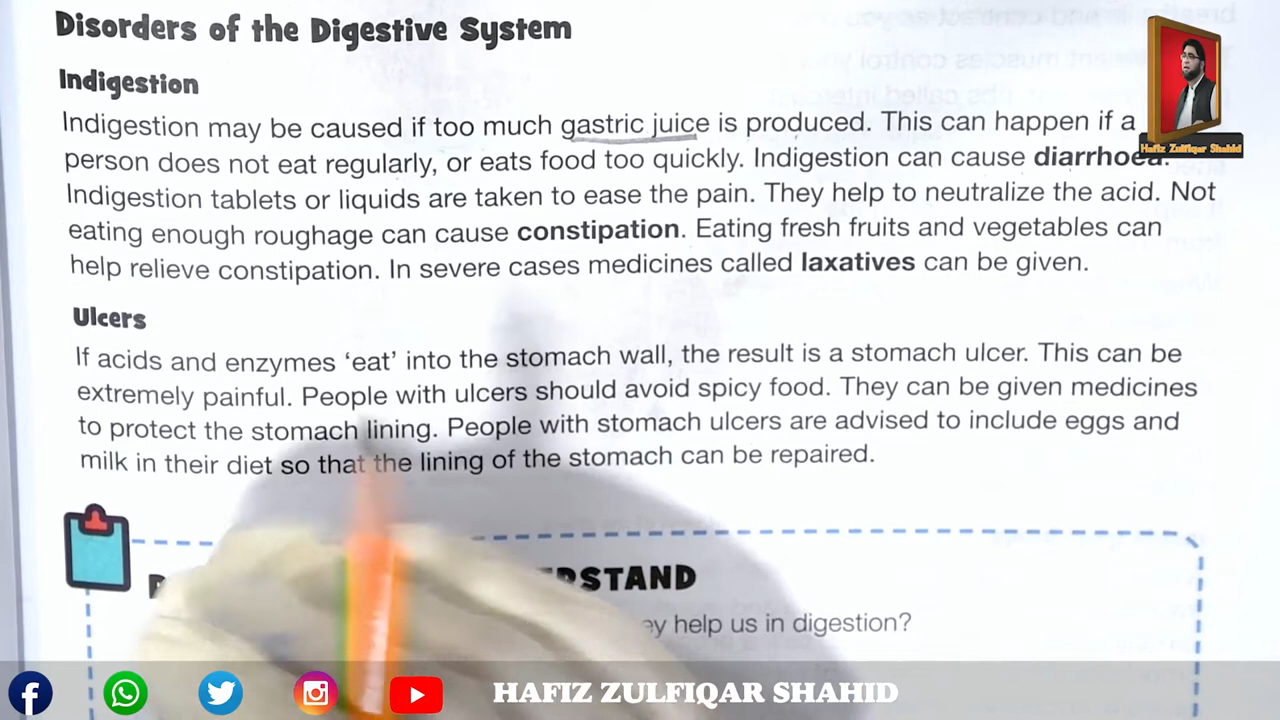 Disorders of the Digestive System
Indigestion
Indigestion may be caused if too much gastric juice is produced. This can happen if a
person does not eat regularly, or eats food too quickly. Indigestion can cause diarrhoea.
Indigestion tablets or liquids are taken to ease the pain. They help to neutralize the acid. Not
eating enough roughage can cause constipation. Eating fresh fruits and vegetables can
help relieve constipation. In severe cases medicines called laxatives can be given.
Ulcers
If acids and enzymes ‘eat’ into the stomach wall, the result is a stomach ulcer. This can be
extremely painful. People with ulcers should avoid spicy food. They can be given medicines
to protect the stomach lining. People with stomach ulcers are advised to include eggs and
milk in their diet so that the lining of the stomach can be repaired.
help us in digestion?
Hafiz Zulfiqar Shahid
HAFIZ ZULFIQAR SHAHID